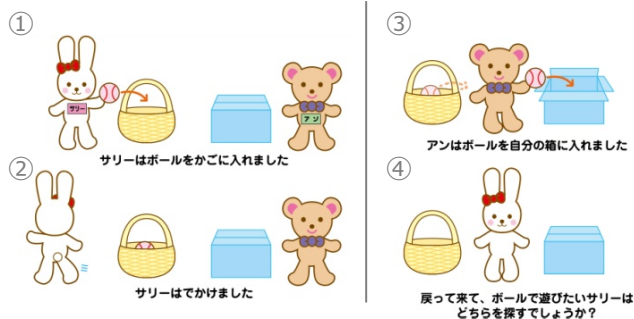 ①
サリー
アン
サリーはボールをかごに入れました
②
サリーはでかけました
③
アンはボールを自分の箱に入れました
④
戻って来て、ボールで遊びたいサリーは
どちらを探すでしょうか？